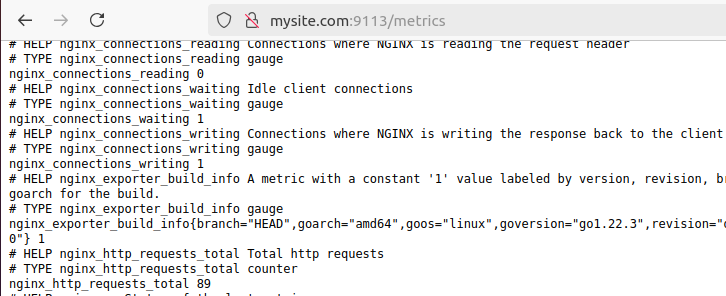 mysite.com:9113/metrics
# HELP nginx_connections_reading Connections where NGINX is reading the request header
# TYPE nginx_connections_reading gauge
nginx_connections_reading 0
# HELP nginx_connections_waiting Idle client connections
# TYPE nginx_connections_waiting gauge
nginx_connections_waiting 1
# HELP nginx_connections_writing Connections where NGINX is writing the response back to the client
# TYPE nginx_connections_writing gauge
nginx_connections_writing 1
# HELP nginx_exporter_build_info A metric with a constant '1' value labeled by version, revision,
goarch for the build.
# TYPE nginx_exporter_build_info gauge
nginx_exporter_build_info{branch="HEAD",goarch="amd64",goos="linux",goversion="go1.22.3",revision="
0"} 1
# HELP nginx_http_requests_total Total http requests
# TYPE nginx_http_requests_total counter
nginx_http_requests_total 89